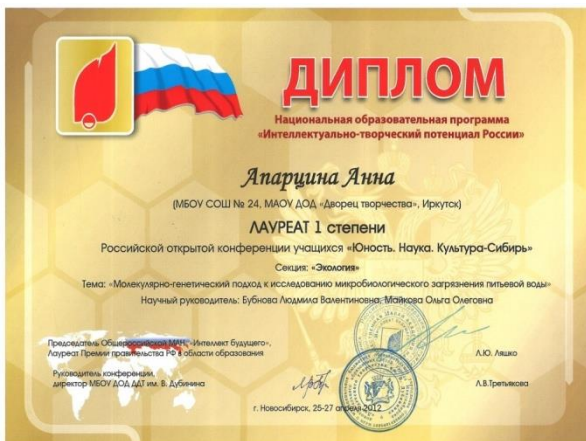 ДИПЛОМ
Национальная образовательная программа
«Интеллектуально-творческий потенциал России»
Апарцина Анна
(МБОУ СОШ № 24, МАОУ ДОД «Дворец творчества», Иркутск)
ЛАУРЕАТ 1 степени
Российской открытой конференции учащихся «Юность. Наука. Культура-Сибирь»
Секция: «Экология»
Тема: «Молекулярно-генетический подход к исследованию микробиологического загрязнения питьевой воды»
Научный руководитель: Бубнова Людмила Валентиновна, Майкова Ольга Олеговна
Председатель Общероссийской МАН «Интеллект будущего»,
Лауреат Премии правительства РФ в области образования
Л.Ю. Ляшко
Руководитель конференции,
директор МБОУ ДОД ДДТ им. В. Дубинина
Л.В.Третьякова
г. Новосибирск, 25-27 апреля 2012